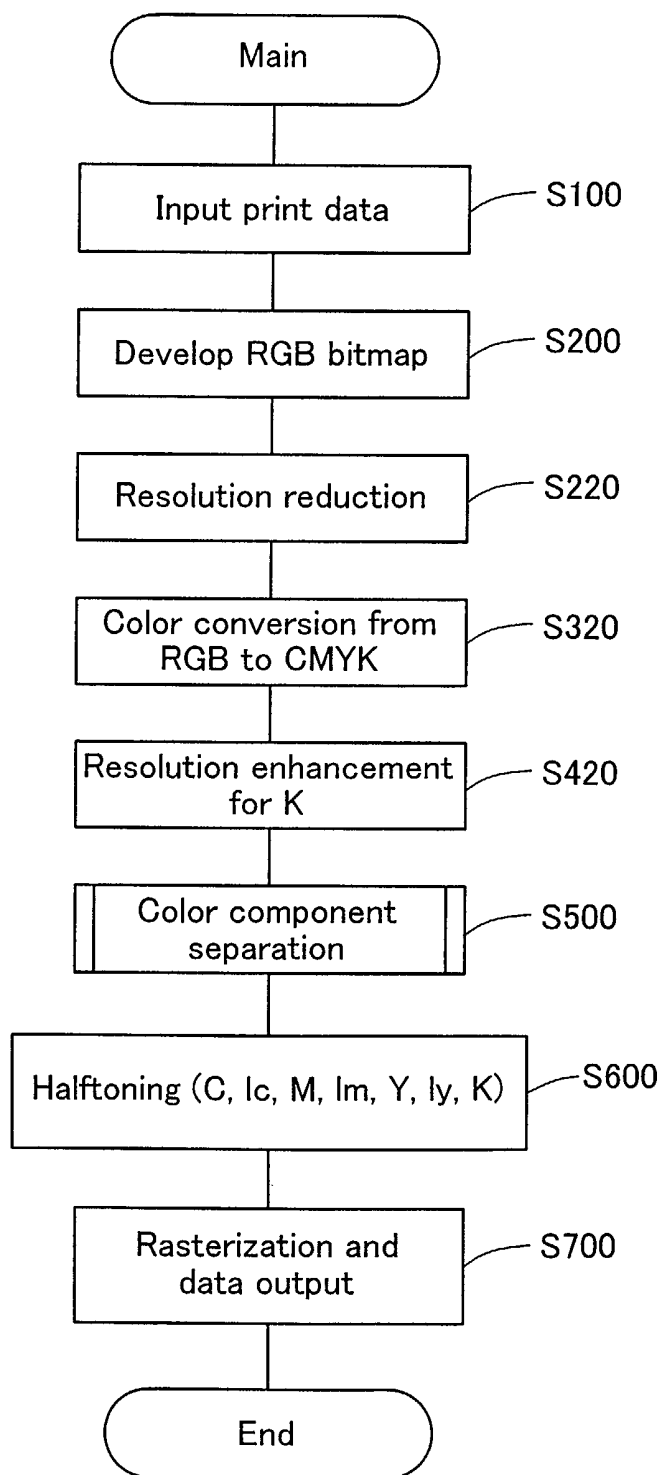 Main
Input print data
S100
Develop RGB bitmap
S200
Resolution reduction
S220
Color conversion from
RGB to CMYK
S320
Resolution enhancement
for K
S420
Color component
separation
S500
Halftoning (C, lc, M, lm, Y, ly, K)
S600
Rasterization and
data output
S700
End